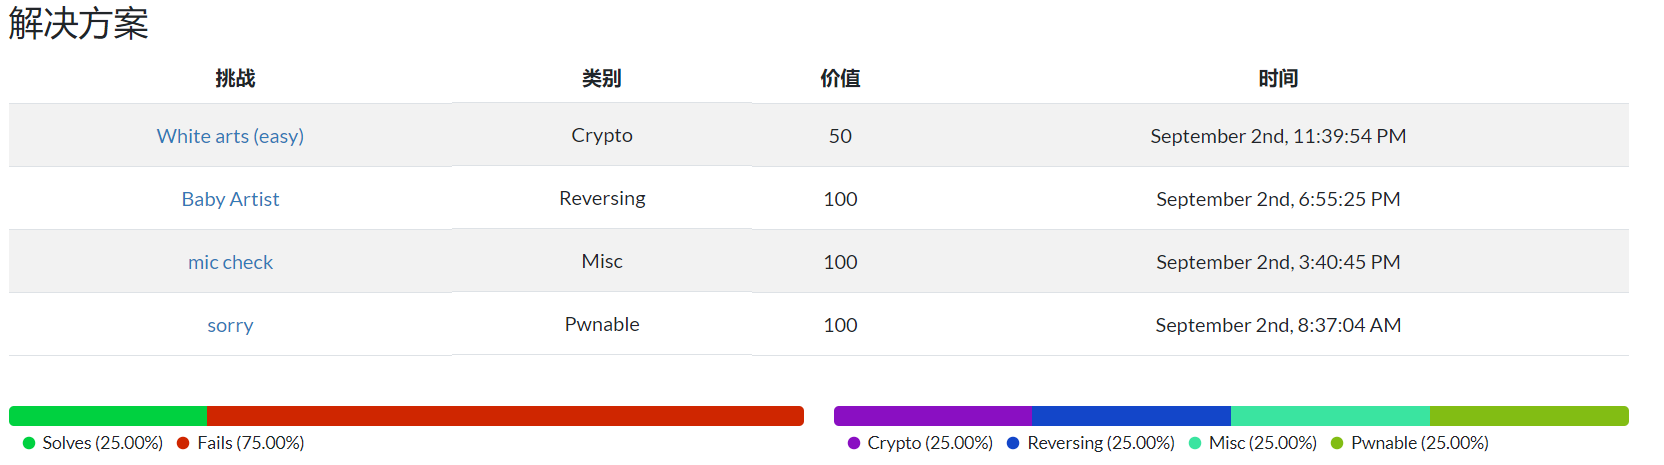 解决方案
挑战 类别 价值 时间
White arts (easy) Crypto 50 September 2nd, 11:39:54 PM
Baby Artist Reversing 100 September 2nd, 6:55:25 PM
mic check Misc 100 September 2nd, 3:40:45 PM
sorry Pwnable 100 September 2nd, 8:37:04 AM
Solves (25.00%) Fails (75.00%) Crypto (25.00%) Reversing (25.00%) Misc (25.00%) Pwnable (25.00%)